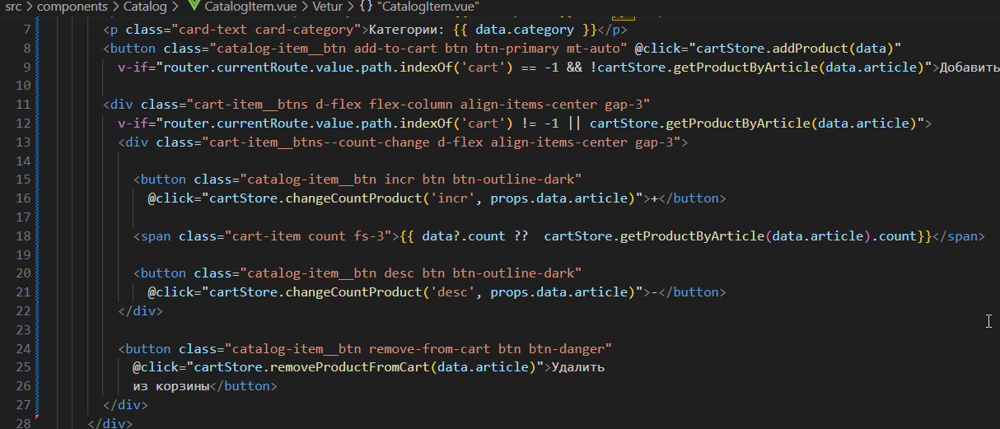 src > components > Catalog > CatalogItem.vue > Vetur > {} "CatalogItem.vue"
7 <p class="card-text card-category">Категории: {{ data.category }}</p>
8 <button class="catalog-item__btn add-to-cart btn btn-primary mt-auto" @click="cartStore.addProduct(data)"
9 v-if="router.currentRoute.value.path.indexOf('cart') == -1 && !cartStore.getProductByArticle(data.article)">Добавить
10
11 <div class="cart-item__btns d-flex flex-column align-items-center gap-3"
12 v-if="router.currentRoute.value.path.indexOf('cart') != -1 || cartStore.getProductByArticle(data.article)">
13 <div class="cart-item__btns--count-change d-flex align-items-center gap-3">
14
15 <button class="catalog-item__btn incr btn btn-outline-dark"
16 @click="cartStore.changeCountProduct('incr', props.data.article)">+</button>
17
18 <span class="cart-item count fs-3">{{ data?.count ??  cartStore.getProductByArticle(data.article).count}}</span>
19
20 <button class="catalog-item__btn desc btn btn-outline-dark"
21 @click="cartStore.changeCountProduct('desc', props.data.article)">-</button>
22 </div>
23
24 <button class="catalog-item__btn remove-from-cart btn btn-danger"
25 @click="cartStore.removeProductFromCart(data.article)">Удалить
26 из корзины</button>
27 </div>
28 </div>